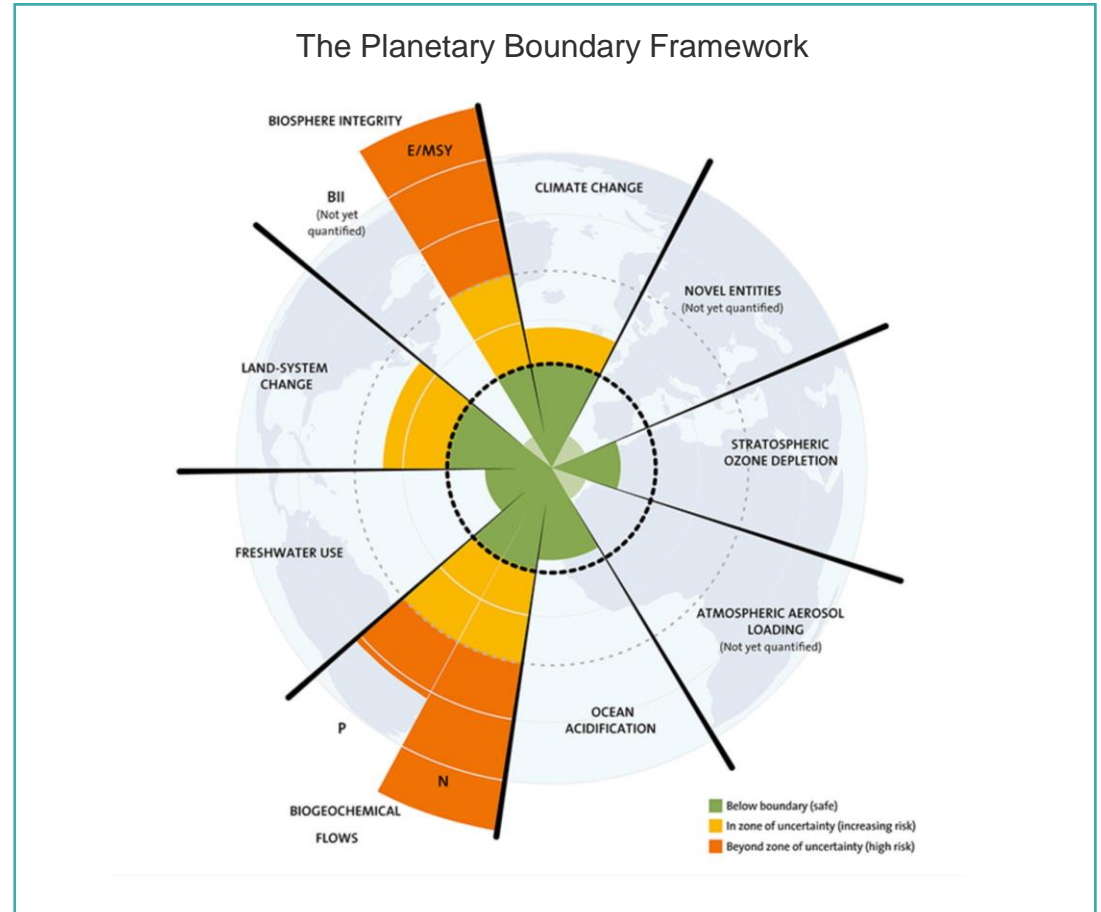 The Planetary Boundary Framework
BIOSPHERE INTEGRITY
E/MSY
BII
(Not yet
quantified)
CLIMATE CHANGE
NOVEL ENTITIES
(Not yet quantified)
LAND-SYSTEM
CHANGE
STRATOSPHERIC
OZONE DEPLETION
FRESHWATER USE
ATMOSPHERIC AEROSOL
LOADING
(Not yet quantified)
OCEAN
ACIDIFICATION
P
N
BIOGEOCHEMICAL
FLOWS
Below boundary (safe)
In zone of uncertainty (increasing risk)
Beyond zone of uncertainty (high risk)